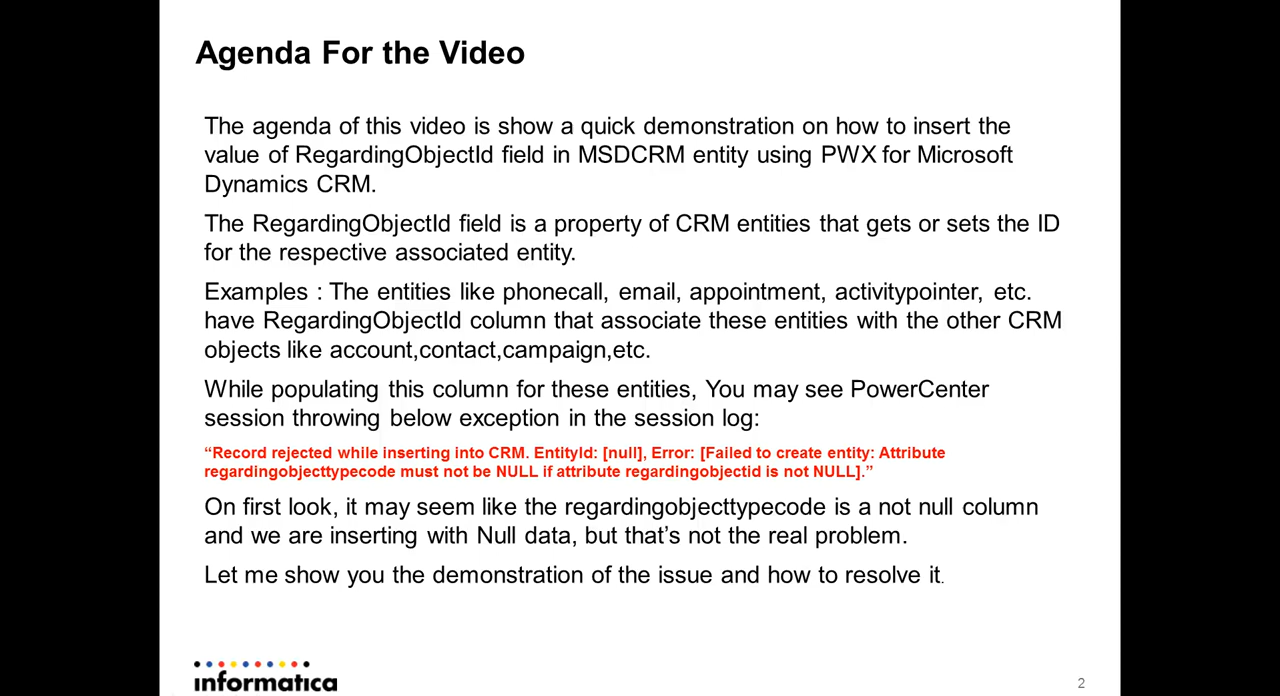 Agenda For the Video
The agenda of this video is show a quick demonstration on how to insert the
value of RegardingObjectId field in MSDCRM entity using PWX for Microsoft
Dynamics CRM.
The RegardingObjectId field is a property of CRM entities that gets or sets the ID
for the respective associated entity.
Examples : The entities like phonecall, email, appointment, activitypointer, etc.
have RegardingObjectId column that associate these entities with the other CRM
objects like account,contact,campaign,etc.
While populating this column for these entities, You may see PowerCenter
session throwing below exception in the session log:
“Record rejected while inserting into CRM. EntityId: [null], Error: [Failed to create entity: Attribute
regardingobjecttypecode must not be NULL if attribute regardingobjectid is not NULL].”
On first look, it may seem like the regardingobjecttypecode is a not null column
and we are inserting with Null data, but that’s not the real problem.
Let me show you the demonstration of the issue and how to resolve it.
informatica
2